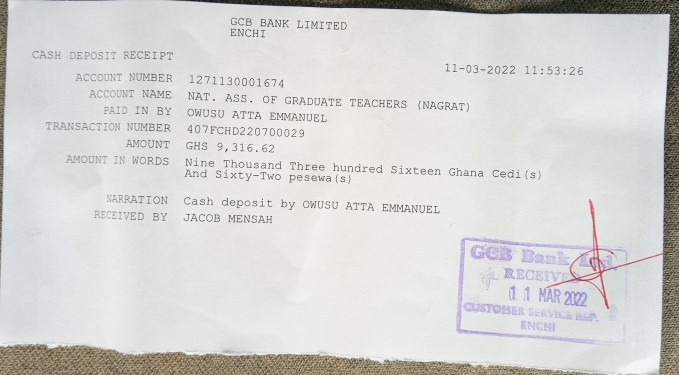 GCB BANK LIMITED
ENCHI
CASH DEPOSIT RECEIPT
11-03-2022 11:53:26
ACCOUNT NUMBER 1271130001674
ACCOUNT NAME NAT. ASS. OF GRADUATE TEACHERS (NAGRAT)
PAID IN BY OWUSU ATTA EMMANUEL
TRANSACTION NUMBER 407FCHD220700029
AMOUNT GHS 9,316.62
AMOUNT IN WORDS Nine Thousand Three hundred Sixteen Ghana Cedi(s)
And Sixty-Two pesewa(s)
NARRATION Cash deposit by OWUSU ATTA EMMANUEL
RECEIVED BY JACOB MENSAH
GCB Bank Ltd.
RECEIVED
11 MAR 2022
CUSTOMER SERVICE REP.
ENCHI